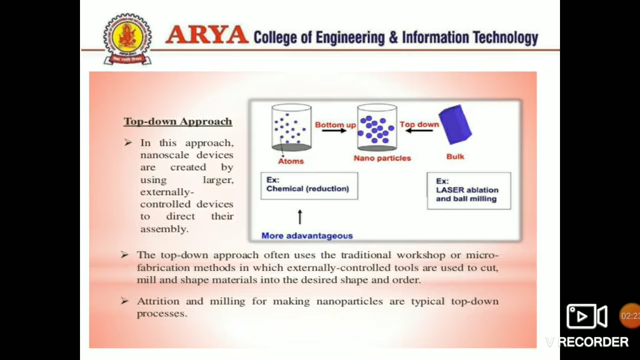 ARYA College of Engineering & Information Technology
Top-down Approach
In this approach,
nanoscale devices
are created by
using larger,
externally-
controlled devices
to direct their
assembly.
Bottom up
Top down
Atoms
Nano particles
Bulk
Ex:
Chemical (reduction)
Ex:
LASER ablation
and ball milling
More adavantageous
The top-down approach often uses the traditional workshop or micro-
fabrication methods in which externally-controlled tools are used to cut,
mill and shape materials into the desired shape and order.
Attrition and milling for making nanoparticles are typical top-down
processes.
VRECORDER